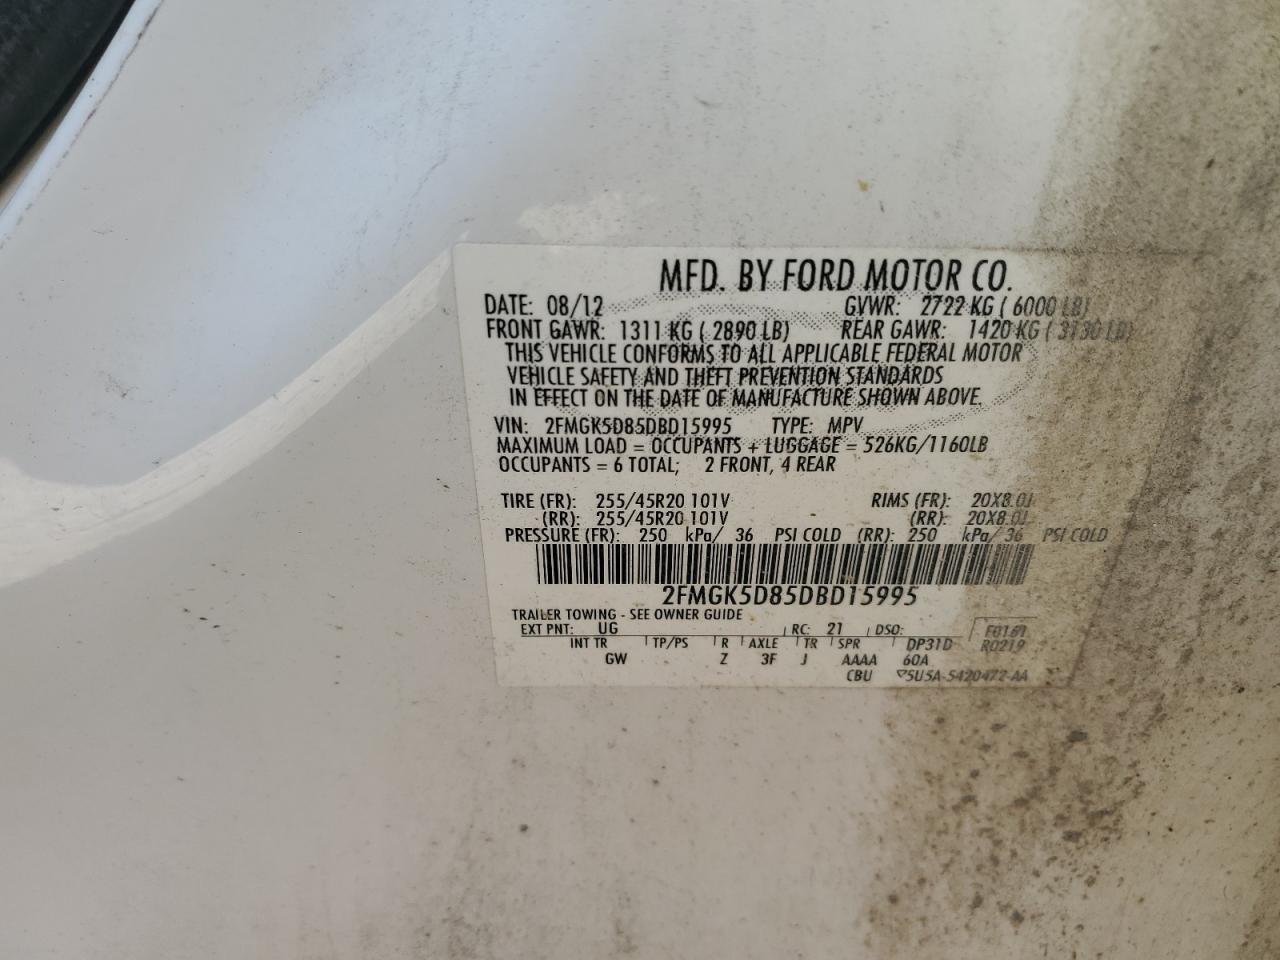 MFD. BY FORD MOTOR CO.
DATE: 08/12 GVWR: 2722 KG ( 6000 LB)
FRONT GAWR: 1311 KG ( 2890 LB) REAR GAWR: 1420 KG ( 3130 LB)
THIS VEHICLE CONFORMS TO ALL APPLICABLE FEDERAL MOTOR
VEHICLE SAFETY AND THEFT PREVENTION STANDARDS
IN EFFECT ON THE DATE OF MANUFACTURE SHOWN ABOVE.
VIN: 2FMGK5D85DBD15995 TYPE: MPV
MAXIMUM LOAD = OCCUPANTS + LUGGAGE = 526KG/1160LB
OCCUPANTS = 6 TOTAL; 2 FRONT, 4 REAR
TIRE (FR): 255/45R20 101V RIMS (FR): 20X8.0J
(RR): 255/45R20 101V (RR): 20X8.0J
PRESSURE (FR): 250 kPa/ 36 PSI COLD (RR): 250 kPa/ 36 PSI COLD
2FMGK5D85DBD15995
TRAILER TOWING - SEE OWNER GUIDE
EXT PNT: UG RC: 21 DSO: F0161
INT TR TP/PS R AXLE TR SPR DP31D R0219
GW Z 3F J AAAA 60A
CBU 5U5A-5420472-AA